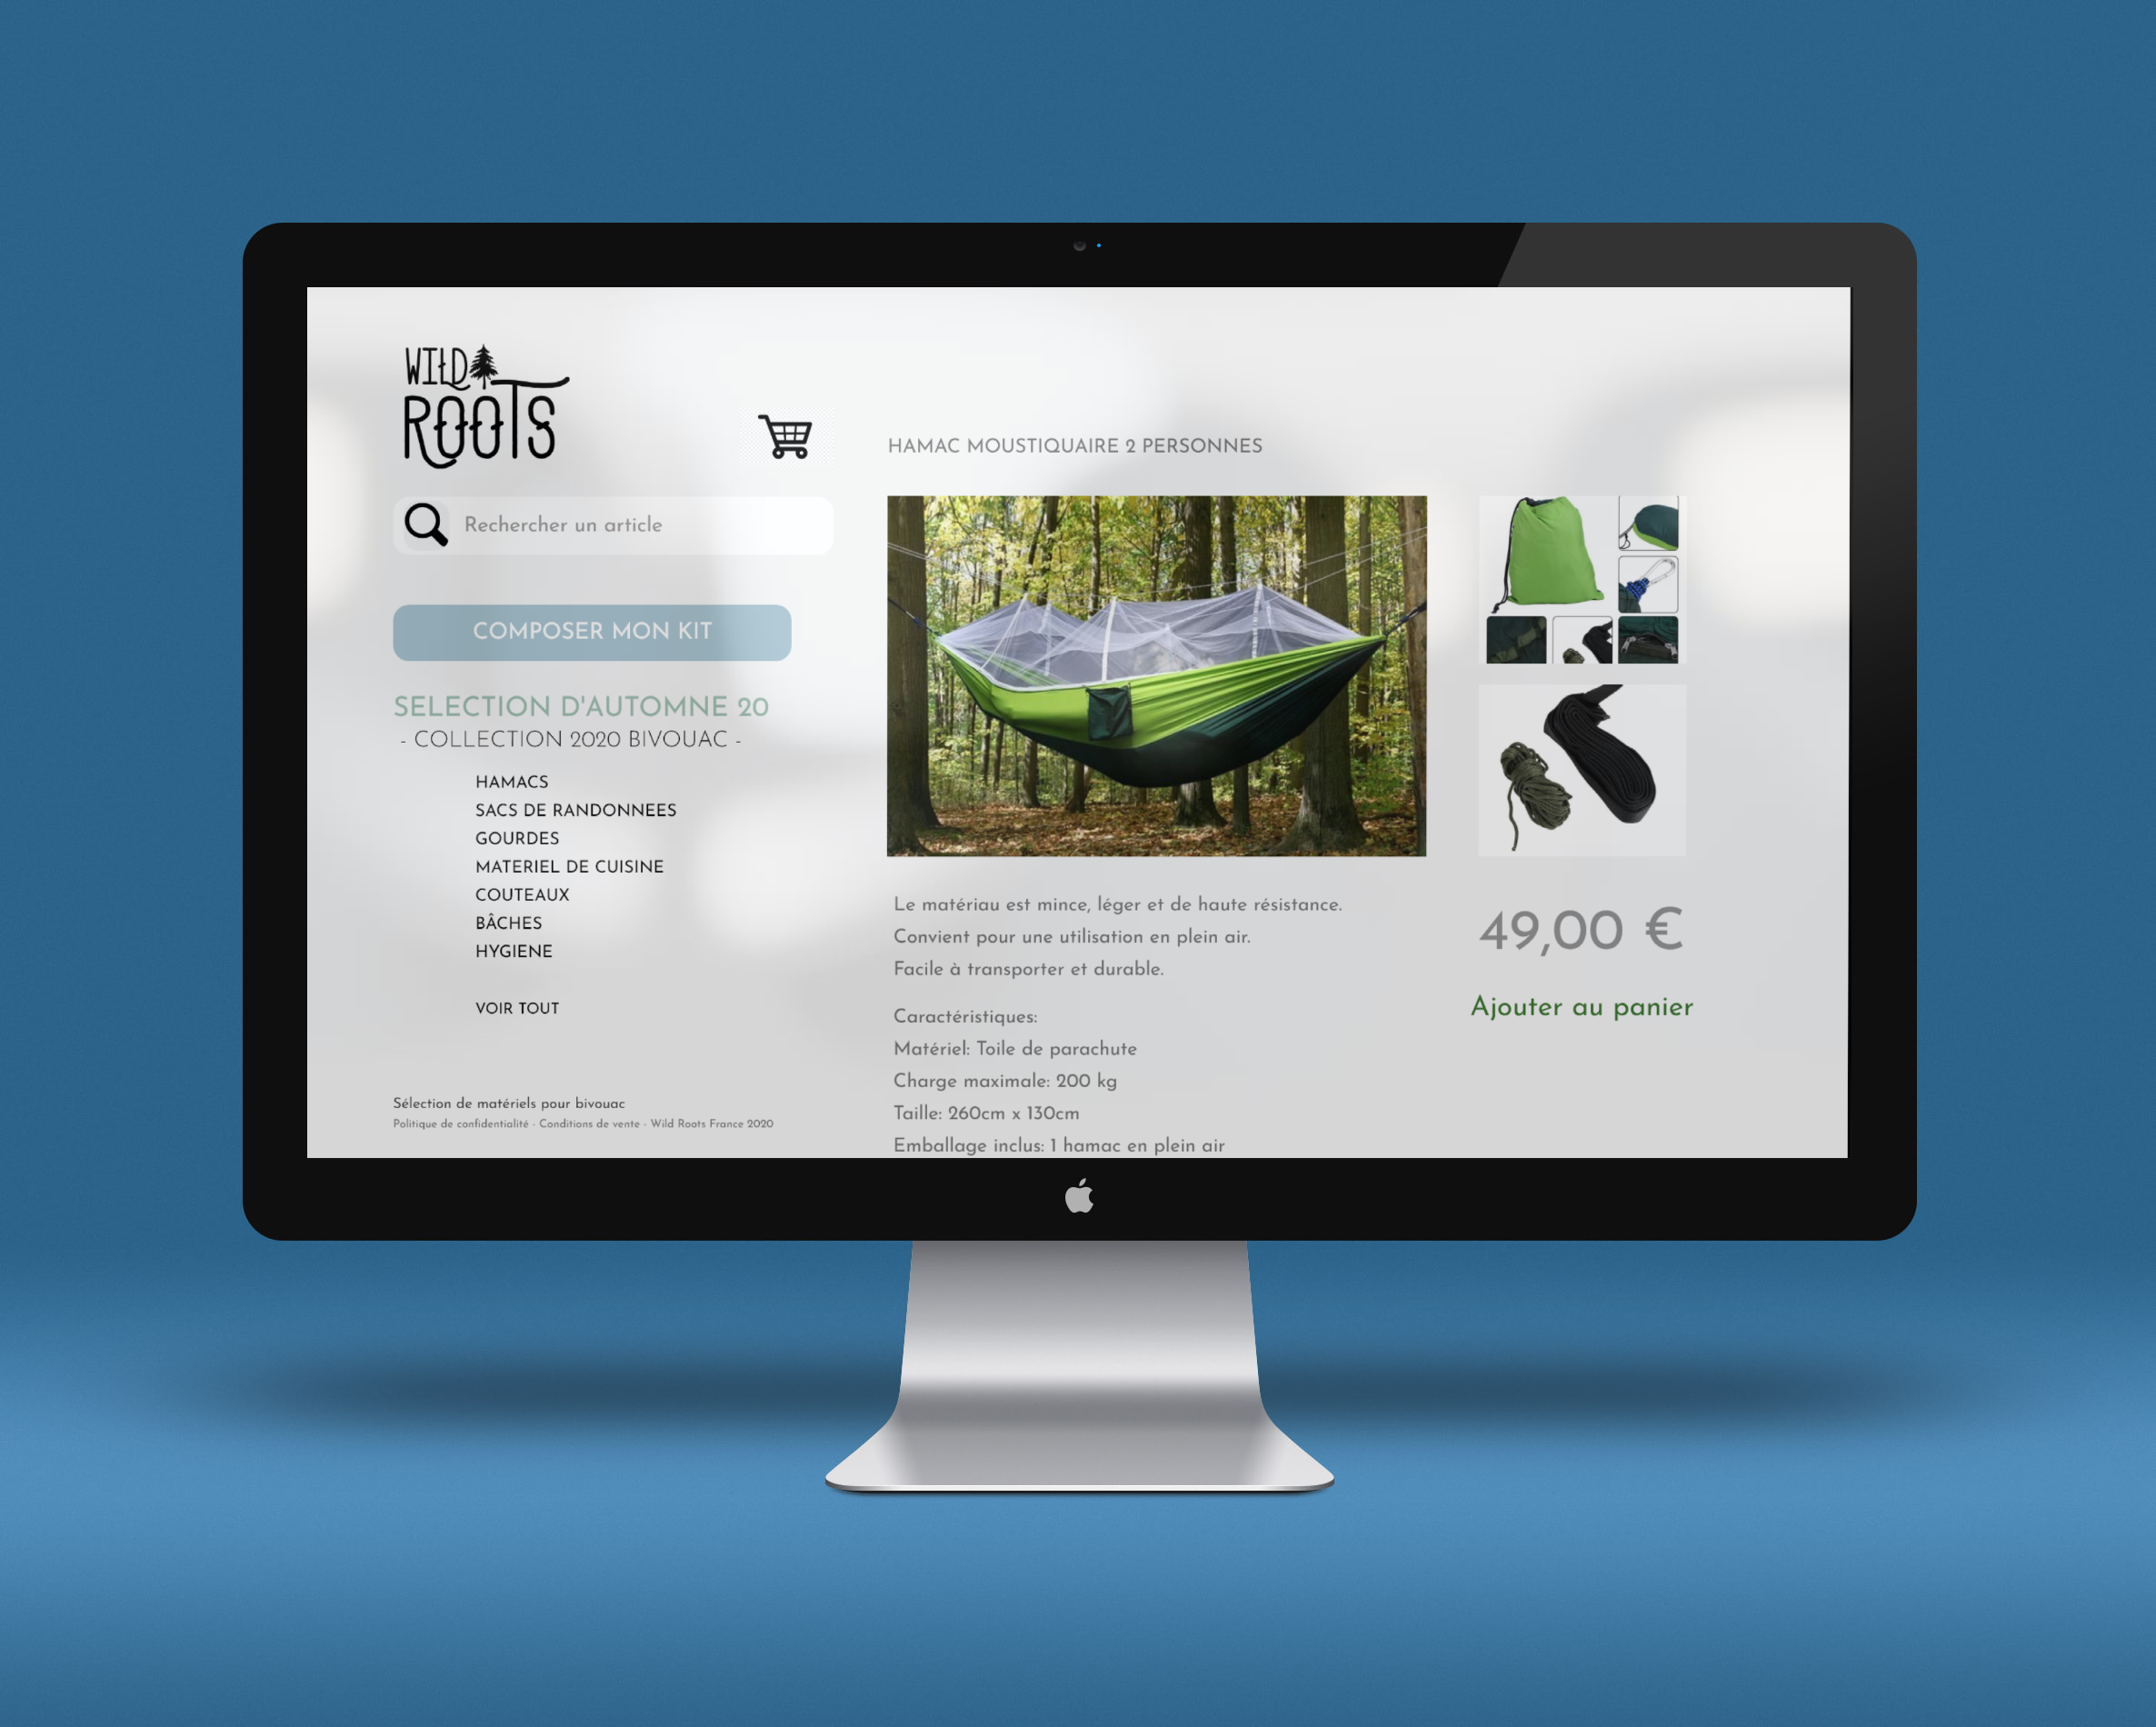 WILD
ROOTS
Rechercher un article
COMPOSER MON KIT
SELECTION D'AUTOMNE 20
- COLLECTION 2020 BIVOUAC -
HAMACS
SACS DE RANDONNEES
GOURDES
MATERIEL DE CUISINE
COUTEAUX
BÂCHES
HYGIENE
VOIR TOUT
Sélection de matériels pour bivouac
Politique de confidentialité - Conditions de vente - Wild Roots France 2020
HAMAC MOUSTIQUAIRE 2 PERSONNES
Le matériau est mince, léger et de haute résistance.
Convient pour une utilisation en plein air.
Facile à transporter et durable.
Caractéristiques:
Matériel: Toile de parachute
Charge maximale: 200 kg
Taille: 260cm x 130cm
Emballage inclus: 1 hamac en plein air
49,00 €
Ajouter au panier